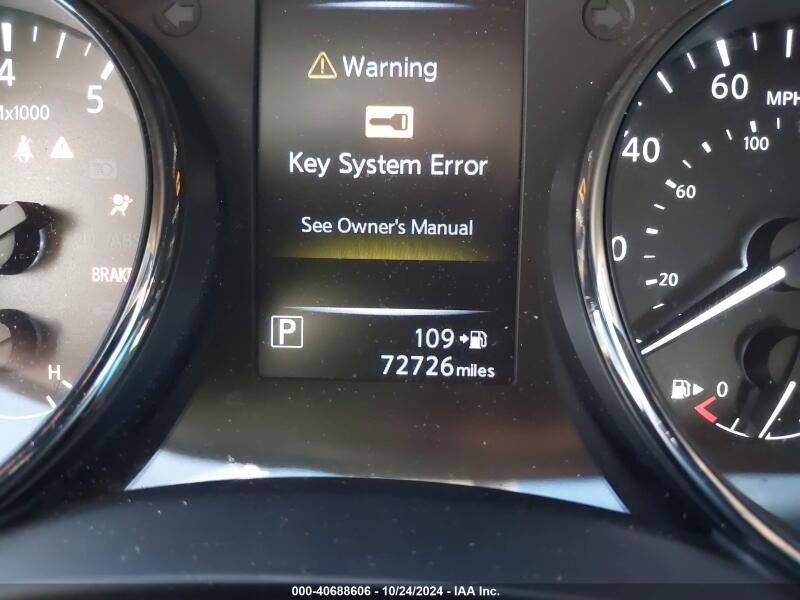 Warning
Key System Error
See Owner's Manual
P
109
72726 miles
4
5
x1000
BRAKE
H
60
MPH
40
100
60
20
0
000-40688606 - 10/24/2024 - IAA Inc.